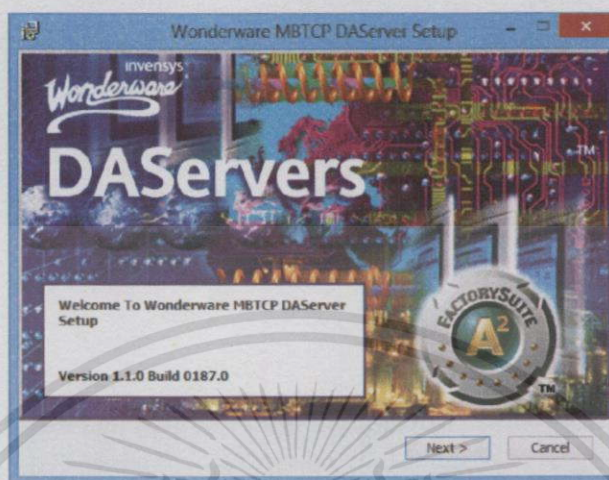 Wonderware MBTCP DAServer Setup
invensys
Wonderware
DAServers
TM
Welcome To Wonderware MBTCP DAServer
Setup
Version 1.1.0 Build 0187.0
FACTORYSUITE
A²
TM
Next >
Cancel